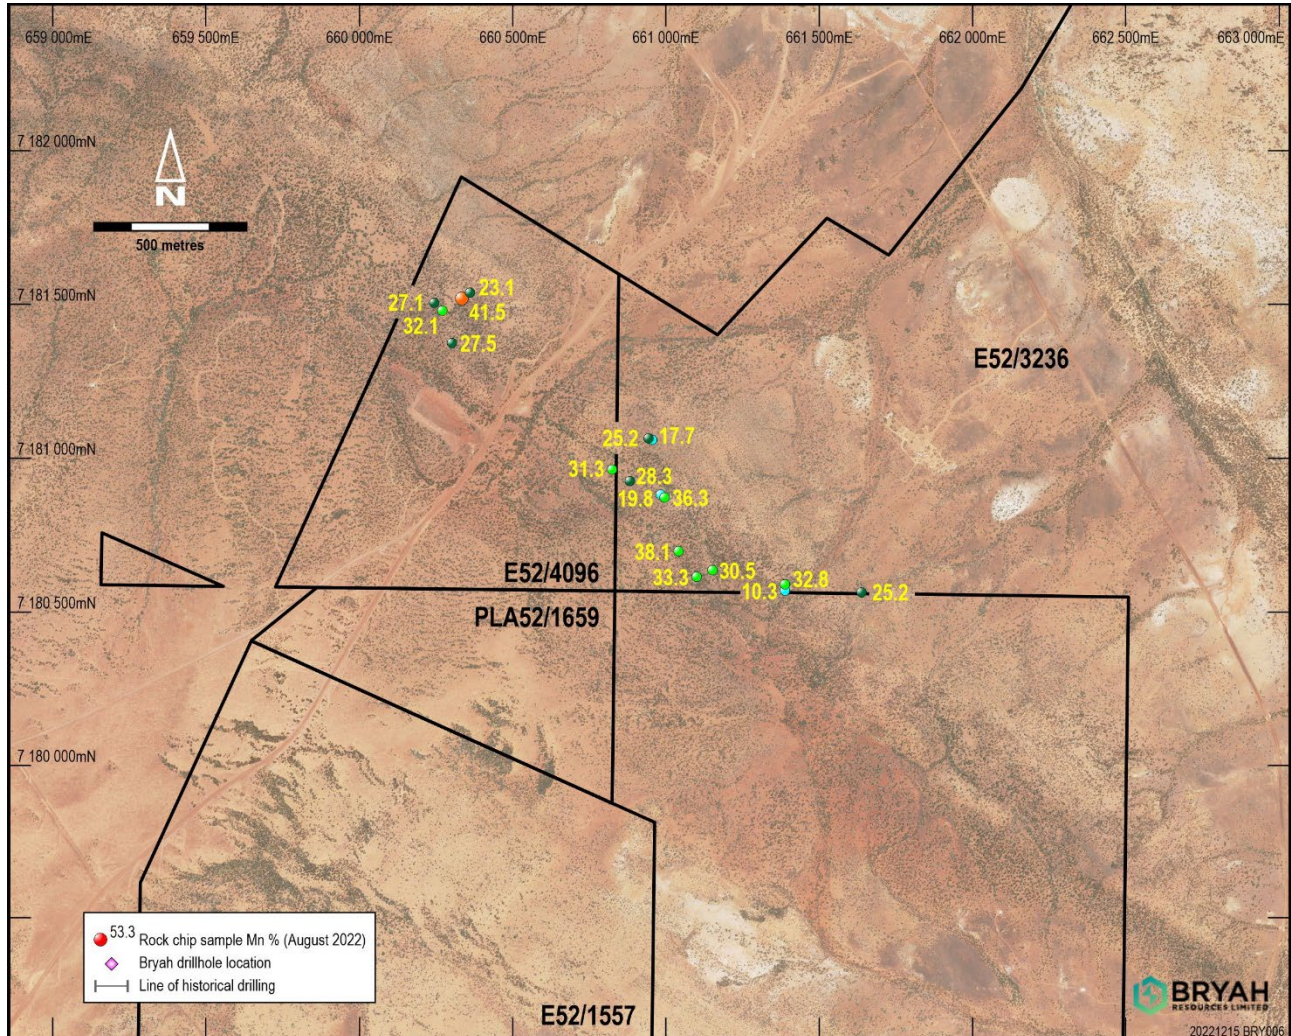 659 000mE
659 500mE
660 000mE
660 500mE
661 000mE
661 500mE
662 000mE
662 500mE
663 000mE
7 182 000mN
N
500 metres
7 181 500mN
23.1
27.1
41.5
32.1
27.5
E52/3236
25.2
17.7
7 181 000mN
31.3
28.3
19.8
36.3
38.1
30.5
33.3
E52/4096
32.8
10.3
25.2
7 180 500mN
PLA52/1659
7 180 000mN
53.3 Rock chip sample Mn % (August 2022)
Bryah drillhole location
Line of historical drilling
E52/1557
BRYAH
RESOURCES LIMITED
20221215 BRY006